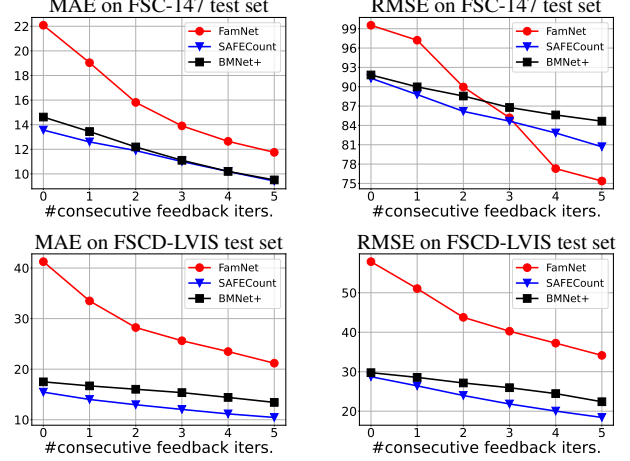 MAE on FSC-147 test set
22
20
18
16
14
12
10
FamNet
SAFECount
BMNet+
0 1 2 3 4 5
#consecutive feedback iters.
RMSE on FSC-147 test set
99
96
93
90
87
84
81
78
75
FamNet
SAFECount
BMNet+
0 1 2 3 4 5
#consecutive feedback iters.
MAE on FSCD-LVIS test set
40
30
20
10
FamNet
SAFECount
BMNet+
0 1 2 3 4 5
#consecutive feedback iters.
RMSE on FSCD-LVIS test set
50
40
30
20
FamNet
SAFECount
BMNet+
0 1 2 3 4 5
#consecutive feedback iters.